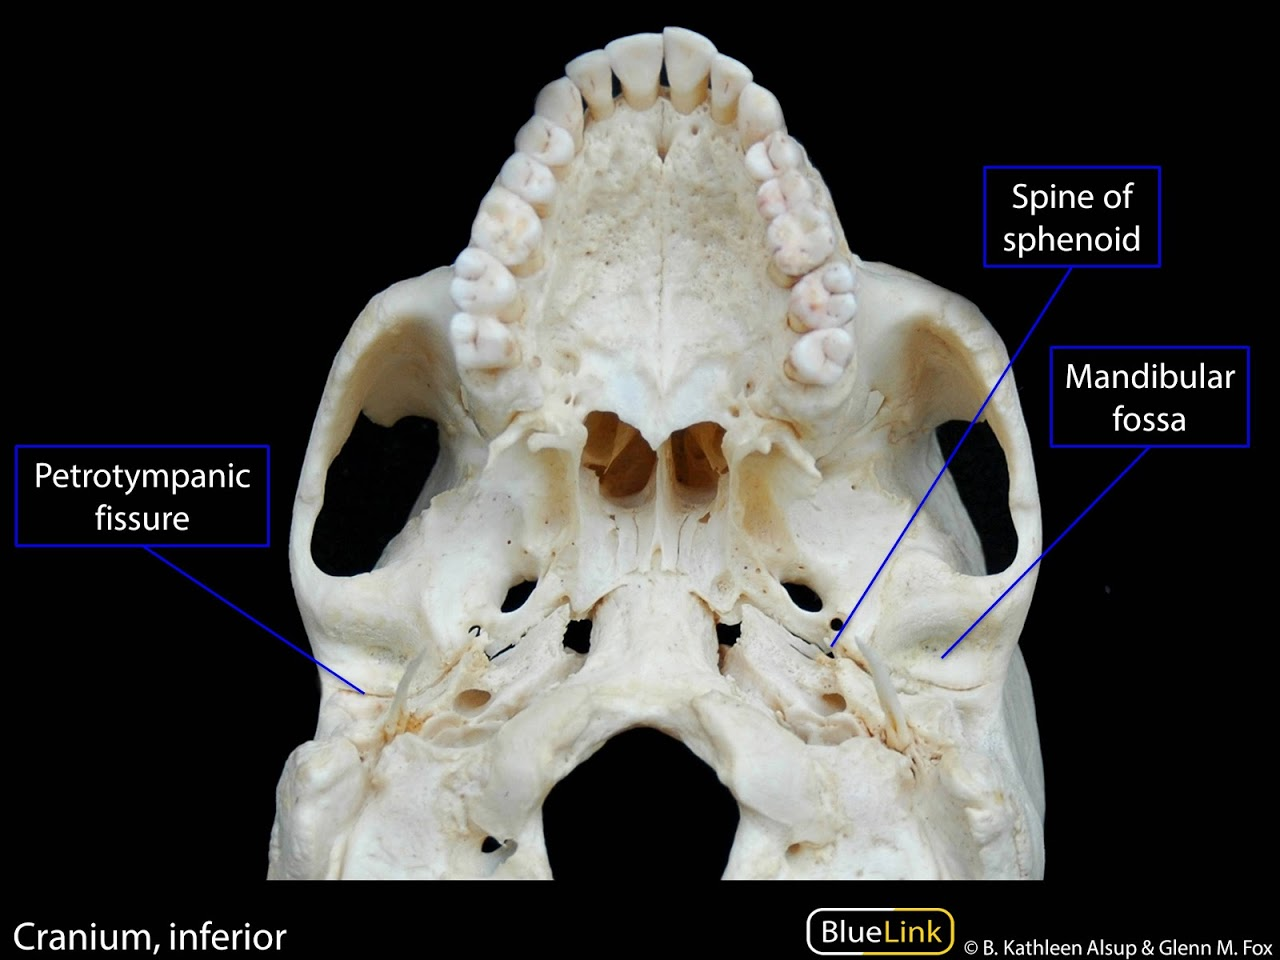 Spine of
sphenoid
Mandibular
fossa
Petrotympanic
fissure
Cranium, inferior
BlueLink
© B. Kathleen Alsup & Glenn M. Fox